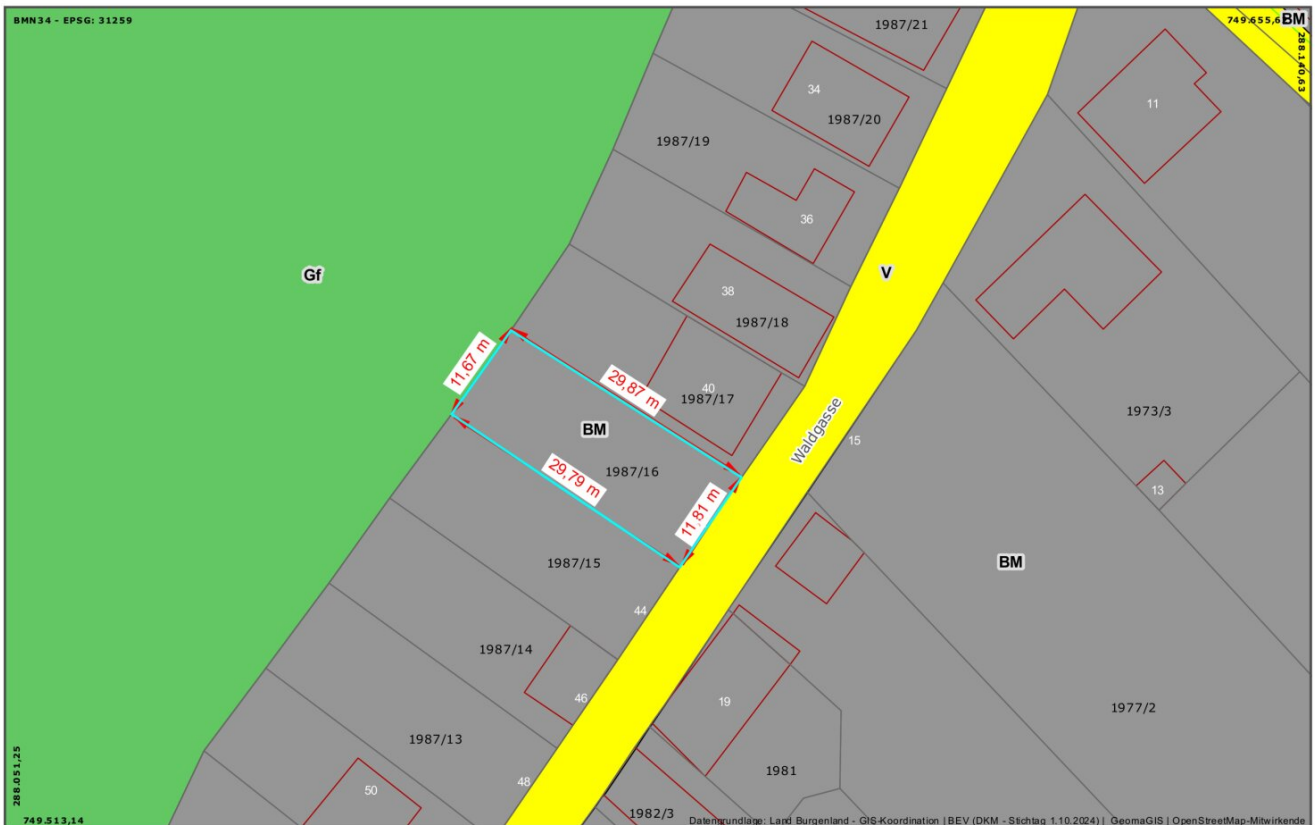 BMN34 - EPSG: 31259
749.655,6
BM
288.140,63
1987/21
34
1987/20
11
1987/19
36
Gf
V
38
1987/18
11,67 m
29,87 m
40
1987/17
1973/3
Waldgasse
15
BM
1987/16
29,79 m
11,81 m
13
1987/15
BM
44
1987/14
46
19
1977/2
1987/13
1981
48
50
288.051,25
1982/3
749.513,14
Datengrundlage: Land Burgenland - GIS-Koordination | BEV (DKM - Stichtag 1.10.2024) | GeomaGIS | OpenStreetMap-Mitwirkende